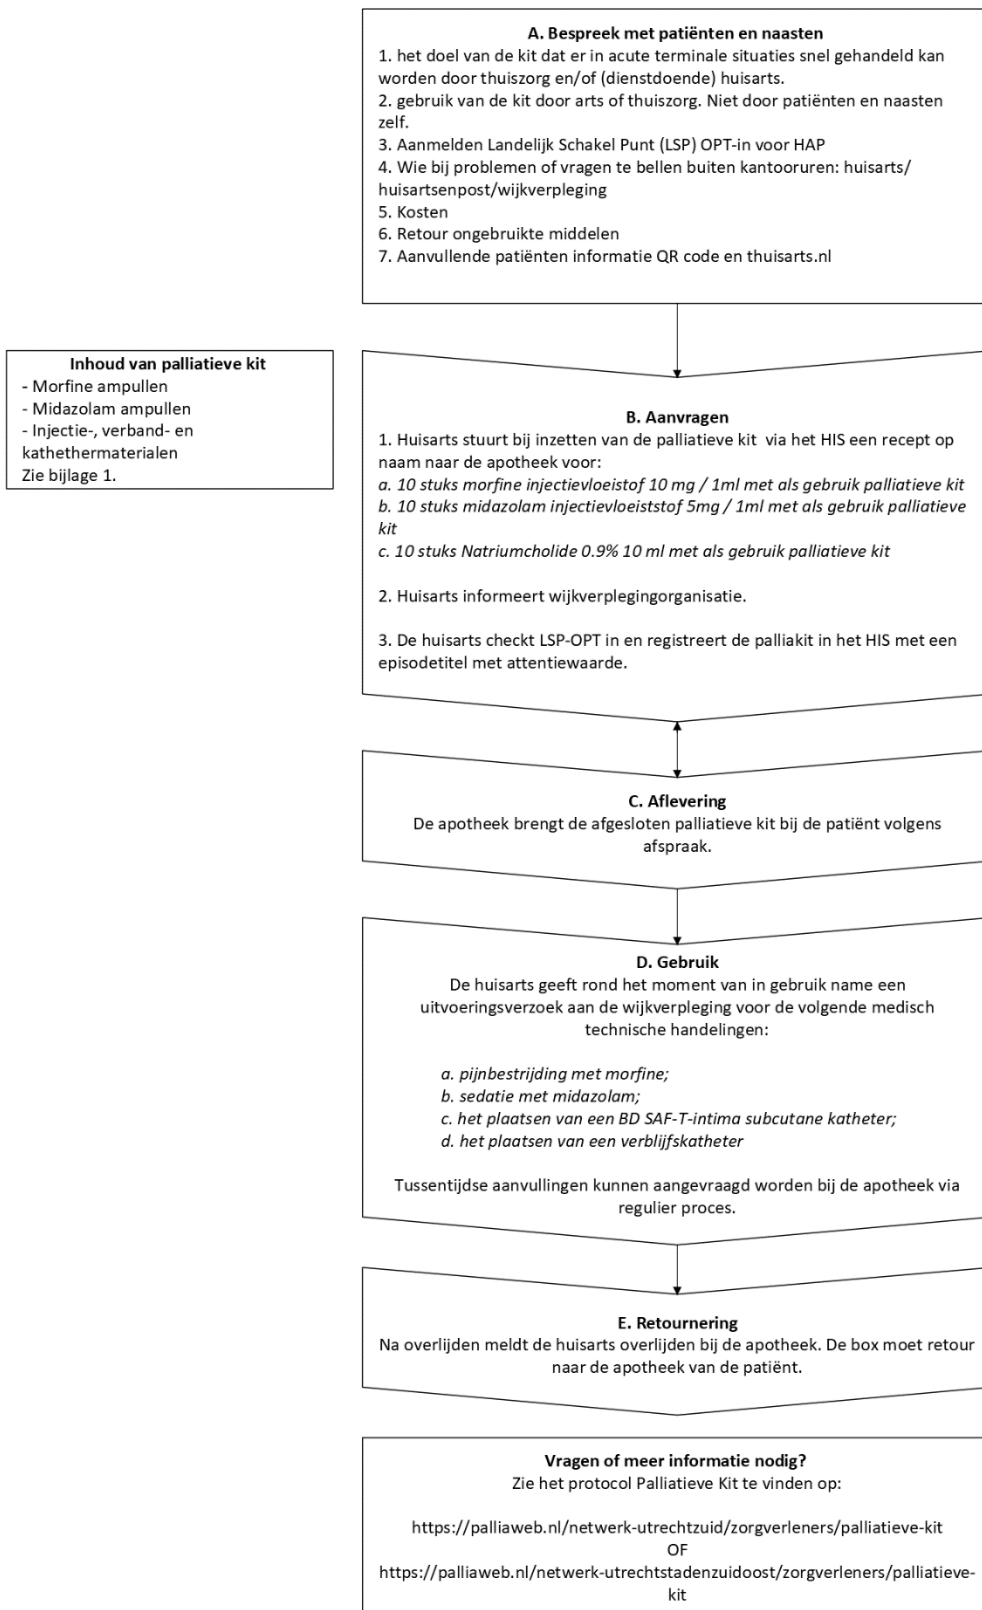 A. Bespreek met patiënten en naasten
1. het doel van de kit dat er in acute terminale situaties snel gehandeld kan
worden door thuiszorg en/of (dienstdoende) huisarts.
2. gebruik van de kit door arts of thuiszorg. Niet door patiënten en naasten
zelf.
3. Aanmelden Landelijk Schakel Punt (LSP) OPT-in voor HAP
4. Wie bij problemen of vragen te bellen buiten kantooruren: huisarts/
huisartsenpost/wijkverpleging
5. Kosten
6. Retour ongebruikte middelen
7. Aanvullende patiënten informatie QR code en thuisarts.nl
Inhoud van palliatieve kit
- Morfine ampullen
- Midazolam ampullen
- Injectie-, verband- en
kathethermaterialen
Zie bijlage 1.
B. Aanvragen
1. Huisarts stuurt bij inzetten van de palliatieve kit via het HIS een recept op
naam naar de apotheek voor:
a. 10 stuks morfine injectievloeistof 10 mg / 1ml met als gebruik palliatieve kit
b. 10 stuks midazolam injectievloeiststof 5mg / 1ml met als gebruik palliatieve
kit
c. 10 stuks Natriumcholide 0.9% 10 ml met als gebruik palliatieve kit
2. Huisarts informeert wijkverplegingorganisatie.
3. De huisarts checkt LSP-OPT in en registreert de palliakit in het HIS met een
episodetitel met attentiewaarde.
C. Aflevering
De apotheek brengt de afgesloten palliatieve kit bij de patiënt volgens
afspraak.
D. Gebruik
De huisarts geeft rond het moment van in gebruik name een
uitvoeringsverzoek aan de wijkverpleging voor de volgende medisch
technische handelingen:
a. pijnbestrijding met morfine;
b. sedatie met midazolam;
c. het plaatsen van een BD SAF-T-intima subcutane katheter;
d. het plaatsen van een verblijfskatheter
Tussentijdse aanvullingen kunnen aangevraagd worden bij de apotheek via
regulier proces.
E. Retournering
Na overlijden meldt de huisarts overlijden bij de apotheek. De box moet retour
naar de apotheek van de patiënt.
Vragen of meer informatie nodig?
Zie het protocol Palliatieve Kit te vinden op:
https://palliaweb.nl/netwerk-utrechtzuid/zorgverleners/palliatieve-kit
OF
https://palliaweb.nl/netwerk-utrechtstadenzuidoost/zorgverleners/palliatieve-
kit